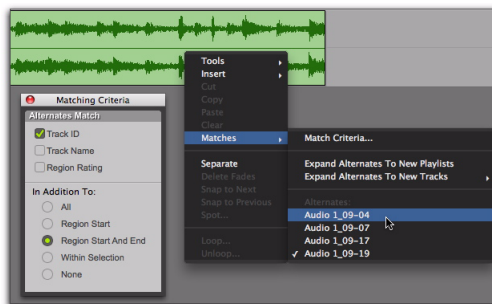 Tools
Insert
Cut
Copy
Paste
Clear
Matches
Separate
Delete Fades
Snap to Next
Snap to Previous
Spot...
Loop...
Unloop...
Match Criteria...
Expand Alternates To New Playlists
Expand Alternates To New Tracks
Alternates:
Audio 1_09-04
Audio 1_09-07
Audio 1_09-17
✓ Audio 1_09-19
Matching Criteria
Alternates Match
Track ID
Track Name
Region Rating
In Addition To:
All
Region Start
Region Start And End
Within Selection
None